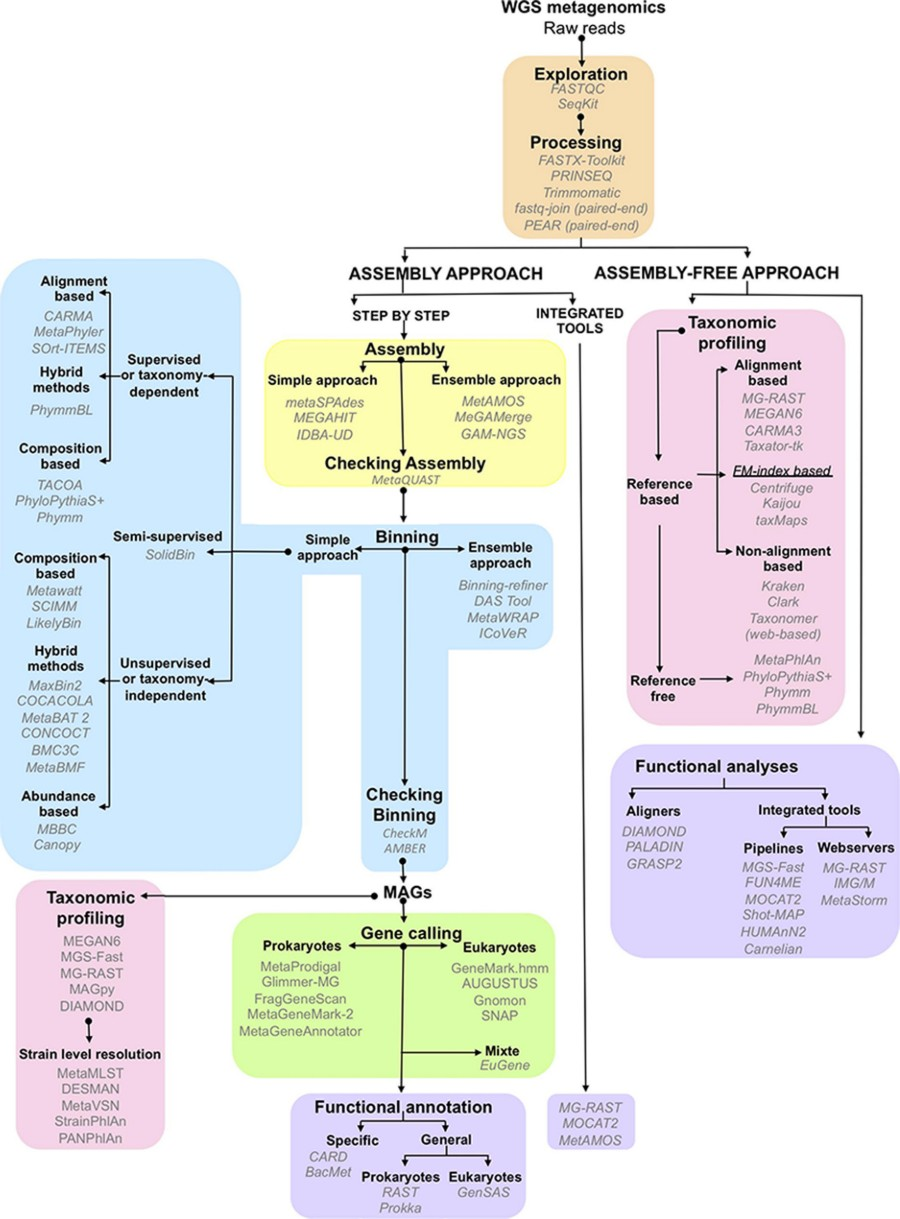 WGS metagenomics
Raw reads
Exploration
FASTQC
SeqKit
Processing
FASTX-Toolkit
PRINSEQ
Trimmomatic
fastq-join (paired-end)
PEAR (paired-end)
ASSEMBLY APPROACH
ASSEMBLY-FREE APPROACH
STEP BY STEP
INTEGRATED
TOOLS
Assembly
Simple approach
metaSPAdes
MEGAHIT
IDBA-UD
Ensemble approach
MetAMOS
MeGAMerge
GAM-NGS
Checking Assembly
MetaQUAST
Binning
Simple
approach
Ensemble
approach
Binning-refiner
DAS Tool
MetaWRAP
ICoVeR
Supervised
or taxonomy-
dependent
Alignment
based
CARMA
MetaPhyler
SOrt-ITEMS
Hybrid
methods
PhymmBL
Composition
based
TACOA
PhyloPythiaS+
Phymm
Semi-supervised
SolidBin
Unsupervised
or taxonomy-
independent
Composition
based
Metawatt
SCIMM
LikelyBin
Hybrid
methods
MaxBin2
COCACOLA
MetaBAT 2
CONCOCT
BMC3C
MetaBMF
Abundance
based
MBBC
Canopy
Checking
Binning
CheckM
AMBER
MAGs
Taxonomic
profiling
MEGAN6
MGS-Fast
MG-RAST
MAGpy
DIAMOND
Strain level resolution
MetaMLST
DESMAN
MetaVSN
StrainPhlAn
PANPhlAn
Gene calling
Prokaryotes
MetaProdigal
Glimmer-MG
FragGeneScan
MetaGeneMark-2
MetaGeneAnnotator
Eukaryotes
GeneMark.hmm
AUGUSTUS
Gnomon
SNAP
Mixte
EuGene
Functional annotation
Specific
CARD
BacMet
General
Prokaryotes
RAST
Prokka
Eukaryotes
GenSAS
MG-RAST
MOCAT2
MetAMOS
Taxonomic
profiling
Reference
based
Alignment
based
MG-RAST
MEGAN6
CARMA3
Taxator-tk
FM-index based
Centrifuge
Kaijou
taxMaps
Non-alignment
based
Kraken
Clark
Taxonomer
(web-based)
Reference
free
MetaPhlAn
PhyloPythiaS+
Phymm
PhymmBL
Functional analyses
Aligners
DIAMOND
PALADIN
GRASP2
Integrated tools
Pipelines
MGS-Fast
FUN4ME
MOCAT2
Shot-MAP
HUMAnN2
Carnelian
Webservers
MG-RAST
IMG/M
MetaStorm